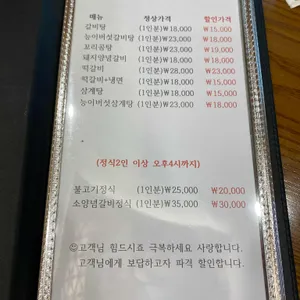 메뉴 정상가격 할인가격
갈비탕 (1인분)₩18,000 ₩15,000
능이버섯갈비탕 (1인분)₩23,000 ₩18,000
꼬리곰탕 (1인분)₩23,000 ₩19,000
돼지양념갈비 (1인분)₩18,000 ₩18,000
떡갈비 (1인분)₩28,000 ₩23,000
떡갈비+냉면 (1인분)₩18,000 ₩15,000
삼계탕 (1인분)₩18,000 ₩15,000
능이버섯삼계탕 (1인분)₩23,000 ₩18,000
(정식2인 이상 오후4시까지)
불고기정식 (1인분)₩25,000 ₩20,000
소양념갈비정식 (1인분)₩35,000 ₩30,000
☺고객님 힘드시죠 극복하세요 사랑합니다.
고객님에게 보답하고자 파격 할인합니다.